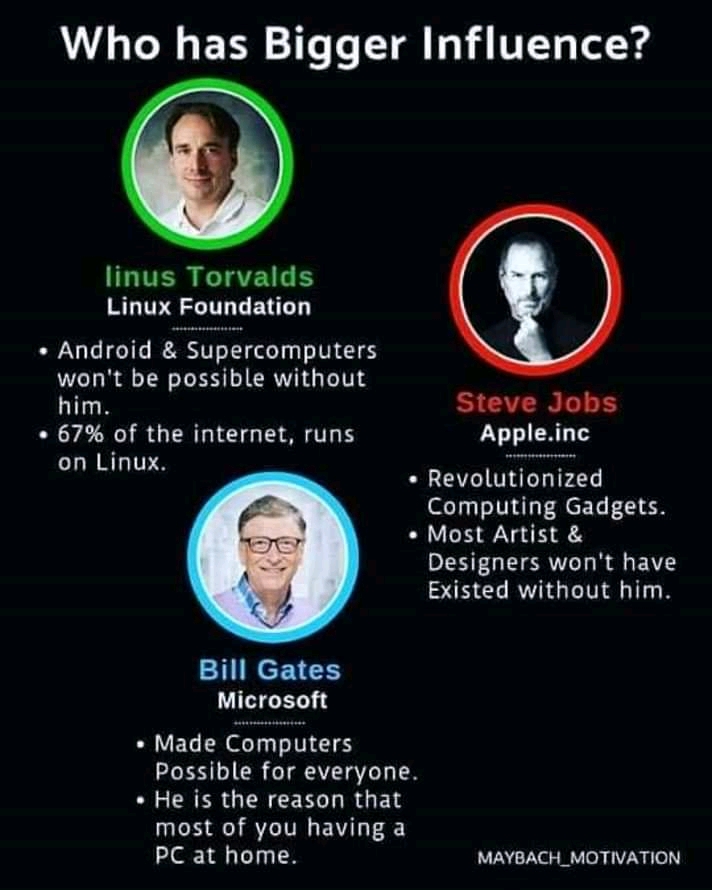 Who has Bigger Influence?
linus Torvalds
Linux Foundation
• Android & Supercomputers
won't be possible without
him.
• 67% of the internet, runs
on Linux.
Steve Jobs
Apple.inc
• Revolutionized
Computing Gadgets.
• Most Artist &
Designers won't have
Existed without him.
Bill Gates
Microsoft
• Made Computers
Possible for everyone.
• He is the reason that
most of you having a
PC at home.
MAYBACH_MOTIVATION